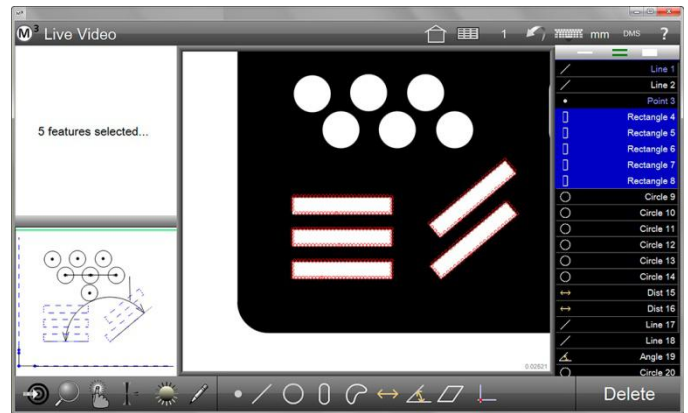 M³ Live Video
1
mm
DMS
?
5 features selected...
Line 1
Line 2
Point 3
Rectangle 4
Rectangle 5
Rectangle 6
Rectangle 7
Rectangle 8
Circle 9
Circle 10
Circle 11
Circle 12
Circle 13
Circle 14
Dist 15
Dist 16
Line 17
Line 18
Angle 19
Circle 20
0.02621
Delete